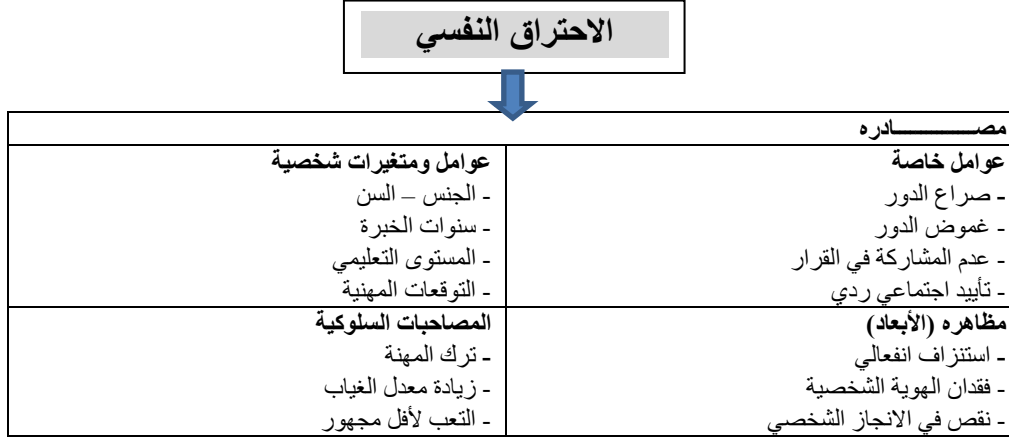 الاحتراق النفسي
مصـــــــــادره
عوامل خاصة
- صراع الدور
- غموض الدور
- عدم المشاركة في القرار
- تأييد اجتماعي ردي
عوامل ومتغيرات شخصية
- الجنس – السن
- سنوات الخبرة
- المستوى التعليمي
- التوقعات المهنية
مظاهره (الأبعاد)
- استنزاف انفعالي
- فقدان الهوية الشخصية
- نقص في الانجاز الشخصي
المصاحبات السلوكية
- ترك المهنة
- زيادة معدل الغياب
- التعب لأفل مجهور